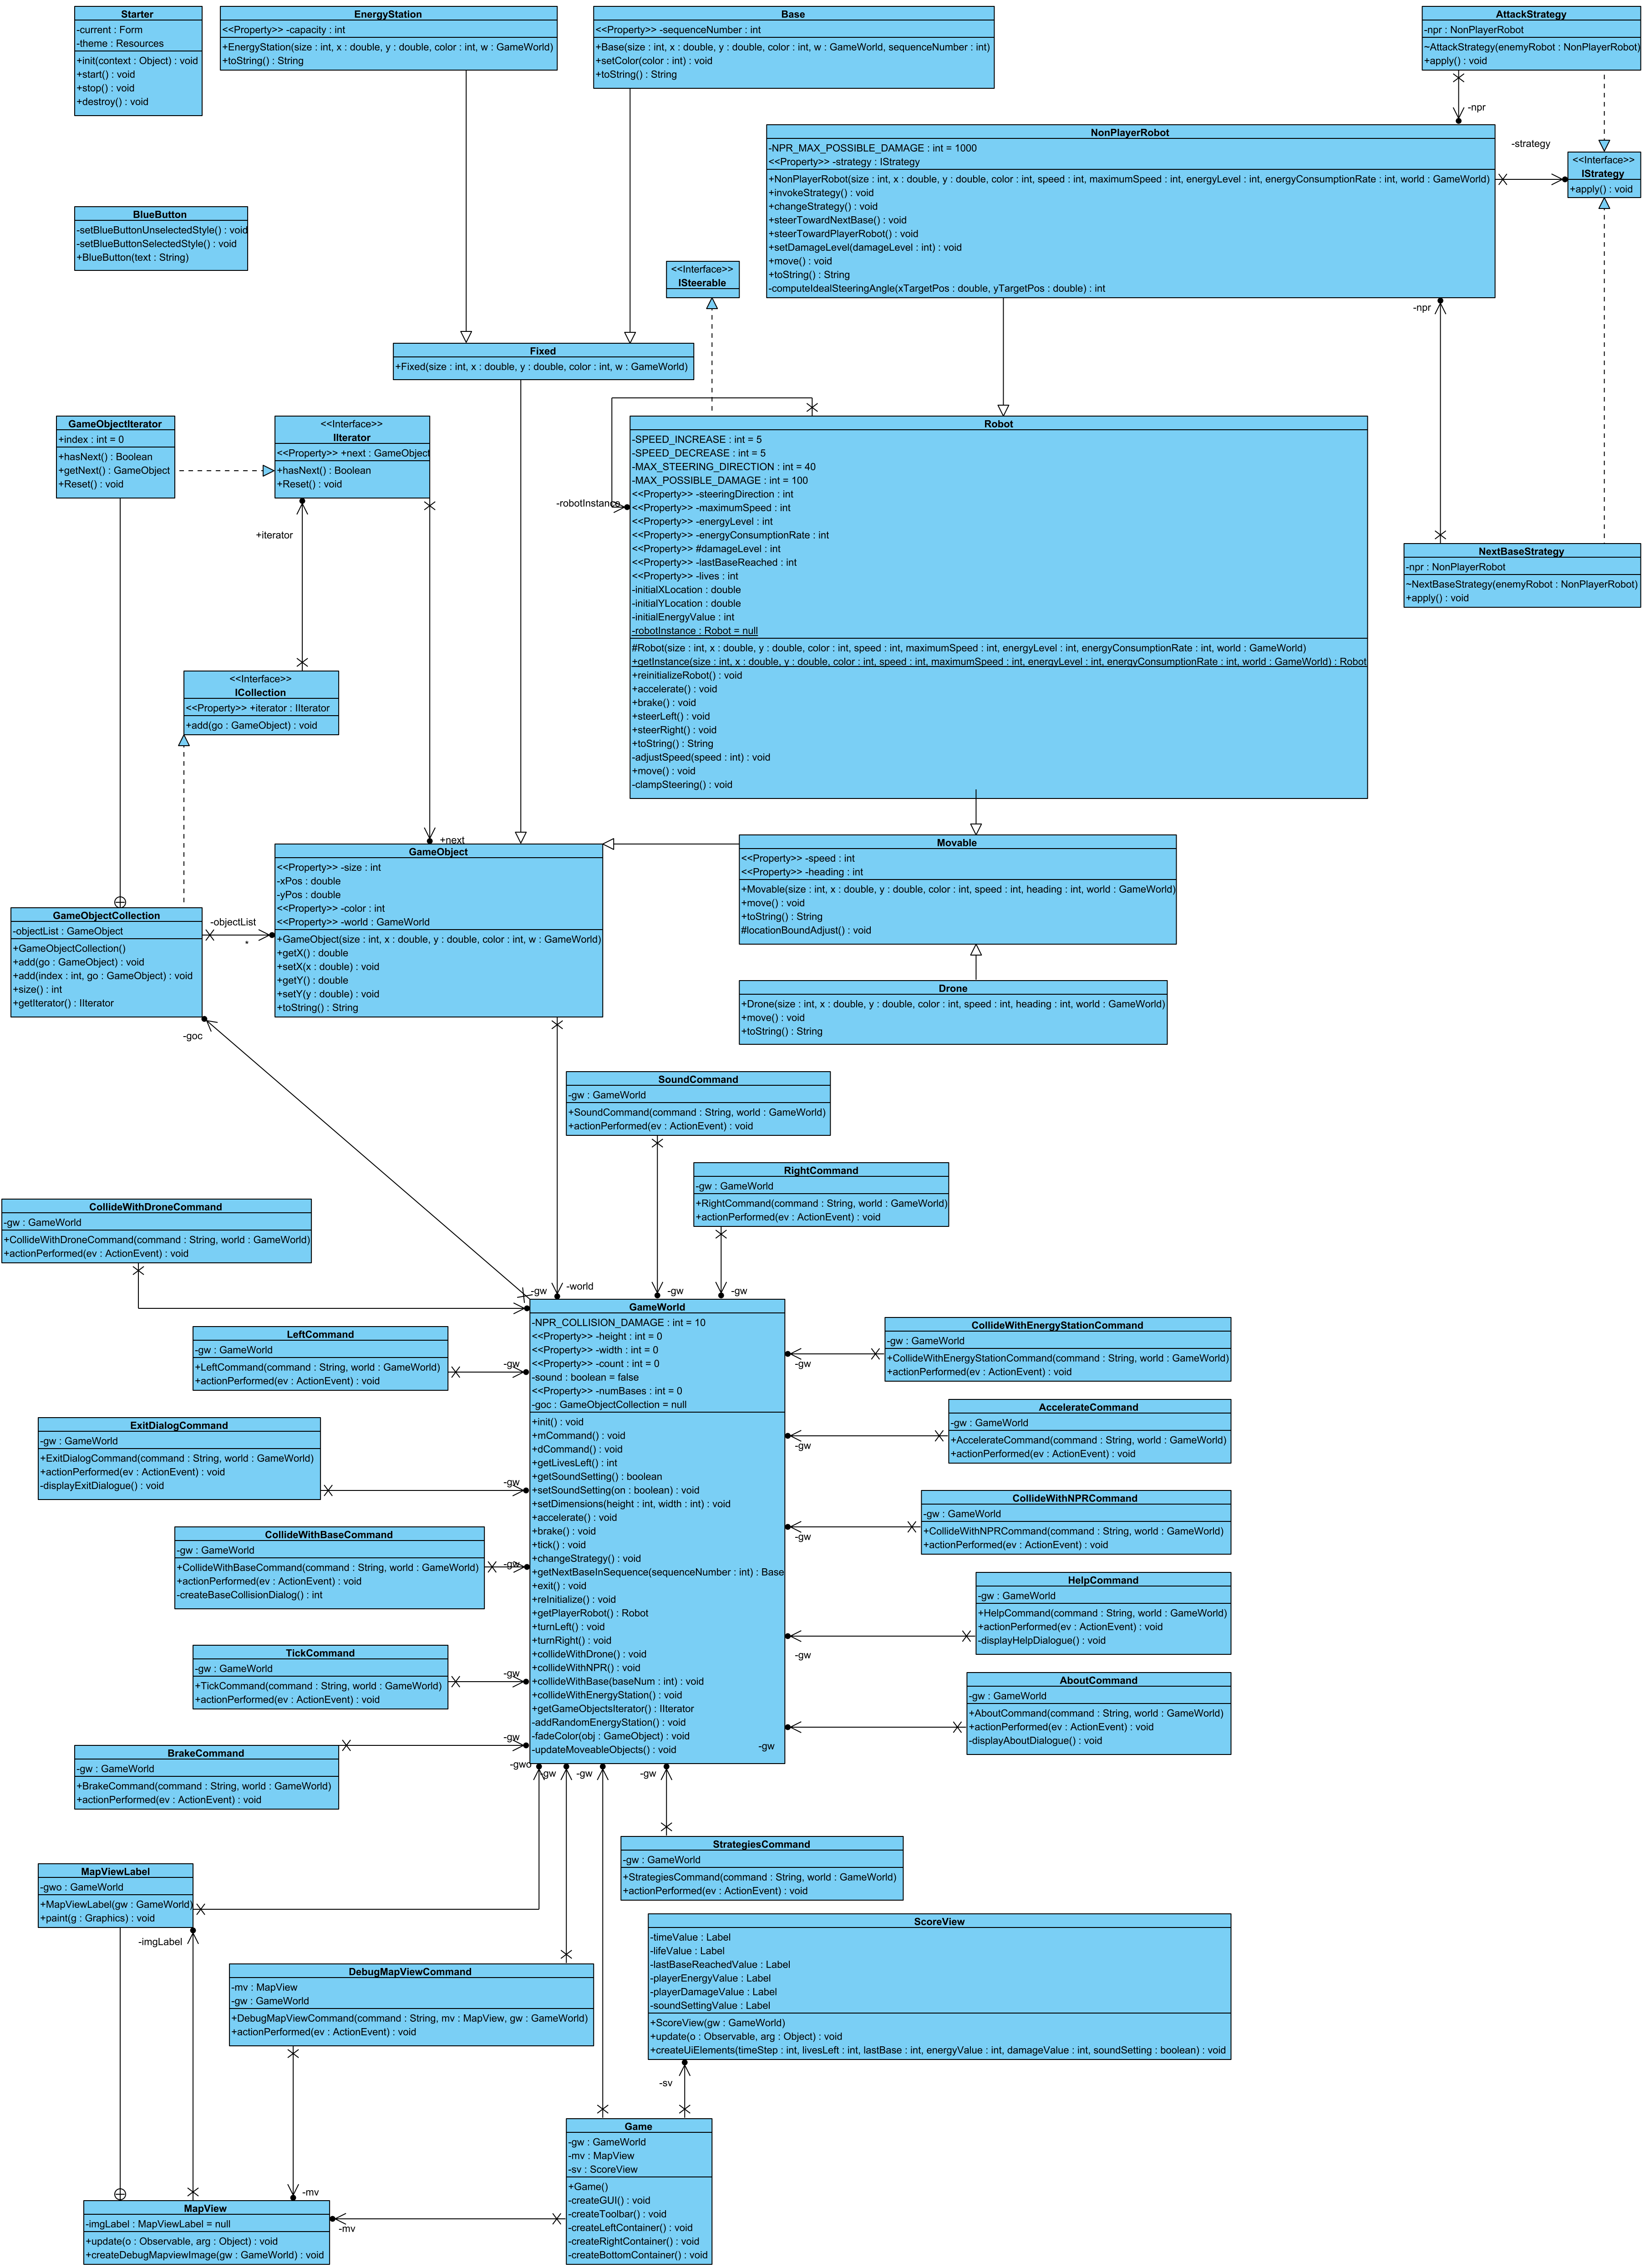 Starter
-current : Form
-theme : Resources
+init(context : Object) : void
+start() : void
+stop() : void
+destroy() : void
EnergyStation
<<Property>> -capacity : int
+EnergyStation(size : int, x : double, y : double, color : int, w : GameWorld)
+toString() : String
Base
<<Property>> -sequenceNumber : int
+Base(size : int, x : double, y : double, color : int, w : GameWorld, sequenceNumber : int)
+setColor(color : int) : void
+toString() : String
AttackStrategy
-npr : NonPlayerRobot
~AttackStrategy(enemyRobot : NonPlayerRobot)
+apply() : void
-npr
NonPlayerRobot
-NPR_MAX_POSSIBLE_DAMAGE : int = 1000
<<Property>> -strategy : IStrategy
+NonPlayerRobot(size : int, x : double, y : double, color : int, speed : int, maximumSpeed : int, energyLevel : int, energyConsumptionRate : int, world : GameWorld)
+invokeStrategy() : void
+changeStrategy() : void
+steerTowardNextBase() : void
+steerTowardPlayerRobot() : void
+setDamageLevel(damageLevel : int) : void
+move() : void
+toString() : String
-computeIdealSteeringAngle(xTargetPos : double, yTargetPos : double) : int
-strategy
<<Interface>>
IStrategy
+apply() : void
BlueButton
-setBlueButtonUnselectedStyle() : void
-setBlueButtonSelectedStyle() : void
+BlueButton(text : String)
<<Interface>>
ISteerable
-npr
Fixed
+Fixed(size : int, x : double, y : double, color : int, w : GameWorld)
GameObjectIterator
+index : int = 0
+hasNext() : Boolean
+getNext() : GameObject
+Reset() : void
<<Interface>>
IIterator
<<Property>> +next : GameObject
+hasNext() : Boolean
+Reset() : void
+iterator
-robotInstance
Robot
-SPEED_INCREASE : int = 5
-SPEED_DECREASE : int = 5
-MAX_STEERING_DIRECTION : int = 40
-MAX_POSSIBLE_DAMAGE : int = 100
<<Property>> -steeringDirection : int
<<Property>> -maximumSpeed : int
<<Property>> -energyLevel : int
<<Property>> -energyConsumptionRate : int
<<Property>> #damageLevel : int
<<Property>> -lastBaseReached : int
<<Property>> -lives : int
-initialXLocation : double
-initialYLocation : double
-initialEnergyValue : int
-robotInstance : Robot = null
#Robot(size : int, x : double, y : double, color : int, speed : int, maximumSpeed : int, energyLevel : int, energyConsumptionRate : int, world : GameWorld)
+getInstance(size : int, x : double, y : double, color : int, speed : int, maximumSpeed : int, energyLevel : int, energyConsumptionRate : int, world : GameWorld) : Robot
+reinitializeRobot() : void
+accelerate() : void
+brake() : void
+steerLeft() : void
+steerRight() : void
+toString() : String
-adjustSpeed(speed : int) : void
+move() : void
-clampSteering() : void
NextBaseStrategy
-npr : NonPlayerRobot
~NextBaseStrategy(enemyRobot : NonPlayerRobot)
+apply() : void
<<Interface>>
ICollection
<<Property>> +iterator : IIterator
+add(go : GameObject) : void
+next
GameObject
<<Property>> -size : int
-xPos : double
-yPos : double
<<Property>> -color : int
<<Property>> -world : GameWorld
+GameObject(size : int, x : double, y : double, color : int, w : GameWorld)
+getX() : double
+setX(x : double) : void
+getY() : double
+setY(y : double) : void
+toString() : String
Movable
<<Property>> -speed : int
<<Property>> -heading : int
+Movable(size : int, x : double, y : double, color : int, speed : int, heading : int, world : GameWorld)
+move() : void
+toString() : String
#locationBoundAdjust() : void
GameObjectCollection
-objectList : GameObject
+GameObjectCollection()
+add(go : GameObject) : void
+add(index : int, go : GameObject) : void
+size() : int
+getIterator() : IIterator
-objectList
*
-goc
Drone
+Drone(size : int, x : double, y : double, color : int, speed : int, heading : int, world : GameWorld)
+move() : void
+toString() : String
SoundCommand
-gw : GameWorld
+SoundCommand(command : String, world : GameWorld)
+actionPerformed(ev : ActionEvent) : void
RightCommand
-gw : GameWorld
+RightCommand(command : String, world : GameWorld)
+actionPerformed(ev : ActionEvent) : void
CollideWithDroneCommand
-gw : GameWorld
+CollideWithDroneCommand(command : String, world : GameWorld)
+actionPerformed(ev : ActionEvent) : void
-gw
-world
-gw
-gw
GameWorld
-NPR_COLLISION_DAMAGE : int = 10
<<Property>> -height : int = 0
<<Property>> -width : int = 0
<<Property>> -count : int = 0
-sound : boolean = false
<<Property>> -numBases : int = 0
-goc : GameObjectCollection = null
+init() : void
+mCommand() : void
+dCommand() : void
+getLivesLeft() : int
+getSoundSetting() : boolean
+setSoundSetting(on : boolean) : void
+setDimensions(height : int, width : int) : void
+accelerate() : void
+brake() : void
+tick() : void
+changeStrategy() : void
+getNextBaseInSequence(sequenceNumber : int) : Base
+exit() : void
+reInitialize() : void
+getPlayerRobot() : Robot
+turnLeft() : void
+turnRight() : void
+collideWithDrone() : void
+collideWithNPR() : void
+collideWithBase(baseNum : int) : void
+collideWithEnergyStation() : void
+getGameObjectsIterator() : IIterator
-addRandomEnergyStation() : void
-fadeColor(obj : GameObject) : void
-updateMoveableObjects() : void
LeftCommand
-gw : GameWorld
+LeftCommand(command : String, world : GameWorld)
+actionPerformed(ev : ActionEvent) : void
-gw
CollideWithEnergyStationCommand
-gw : GameWorld
+CollideWithEnergyStationCommand(command : String, world : GameWorld)
+actionPerformed(ev : ActionEvent) : void
-gw
AccelerateCommand
-gw : GameWorld
+AccelerateCommand(command : String, world : GameWorld)
+actionPerformed(ev : ActionEvent) : void
-gw
ExitDialogCommand
-gw : GameWorld
+ExitDialogCommand(command : String, world : GameWorld)
+actionPerformed(ev : ActionEvent) : void
-displayExitDialogue() : void
-gw
CollideWithNPRCommand
-gw : GameWorld
+CollideWithNPRCommand(command : String, world : GameWorld)
+actionPerformed(ev : ActionEvent) : void
-gw
CollideWithBaseCommand
-gw : GameWorld
+CollideWithBaseCommand(command : String, world : GameWorld)
+actionPerformed(ev : ActionEvent) : void
-createBaseCollisionDialog() : int
-gw
HelpCommand
-gw : GameWorld
+HelpCommand(command : String, world : GameWorld)
+actionPerformed(ev : ActionEvent) : void
-displayHelpDialogue() : void
-gw
TickCommand
-gw : GameWorld
+TickCommand(command : String, world : GameWorld)
+actionPerformed(ev : ActionEvent) : void
-gw
AboutCommand
-gw : GameWorld
+AboutCommand(command : String, world : GameWorld)
+actionPerformed(ev : ActionEvent) : void
-displayAboutDialogue() : void
-gw
BrakeCommand
-gw : GameWorld
+BrakeCommand(command : String, world : GameWorld)
+actionPerformed(ev : ActionEvent) : void
-gw
-gwo
-gw
-gw
-gw
StrategiesCommand
-gw : GameWorld
+StrategiesCommand(command : String, world : GameWorld)
+actionPerformed(ev : ActionEvent) : void
MapViewLabel
-gwo : GameWorld
+MapViewLabel(gw : GameWorld)
+paint(g : Graphics) : void
-imgLabel
ScoreView
-timeValue : Label
-lifeValue : Label
-lastBaseReachedValue : Label
-playerEnergyValue : Label
-playerDamageValue : Label
-soundSettingValue : Label
+ScoreView(gw : GameWorld)
+update(o : Observable, arg : Object) : void
+createUiElements(timeStep : int, livesLeft : int, lastBase : int, energyValue : int, damageValue : int, soundSetting : boolean) : void
DebugMapViewCommand
-mv : MapView
-gw : GameWorld
+DebugMapViewCommand(command : String, mv : MapView, gw : GameWorld)
+actionPerformed(ev : ActionEvent) : void
-sv
Game
-gw : GameWorld
-mv : MapView
-sv : ScoreView
+Game()
-createGUI() : void
-createToolbar() : void
-createLeftContainer() : void
-createRightContainer() : void
-createBottomContainer() : void
-mv
-mv
MapView
-imgLabel : MapViewLabel = null
+update(o : Observable, arg : Object) : void
+createDebugMapviewImage(gw : GameWorld) : void